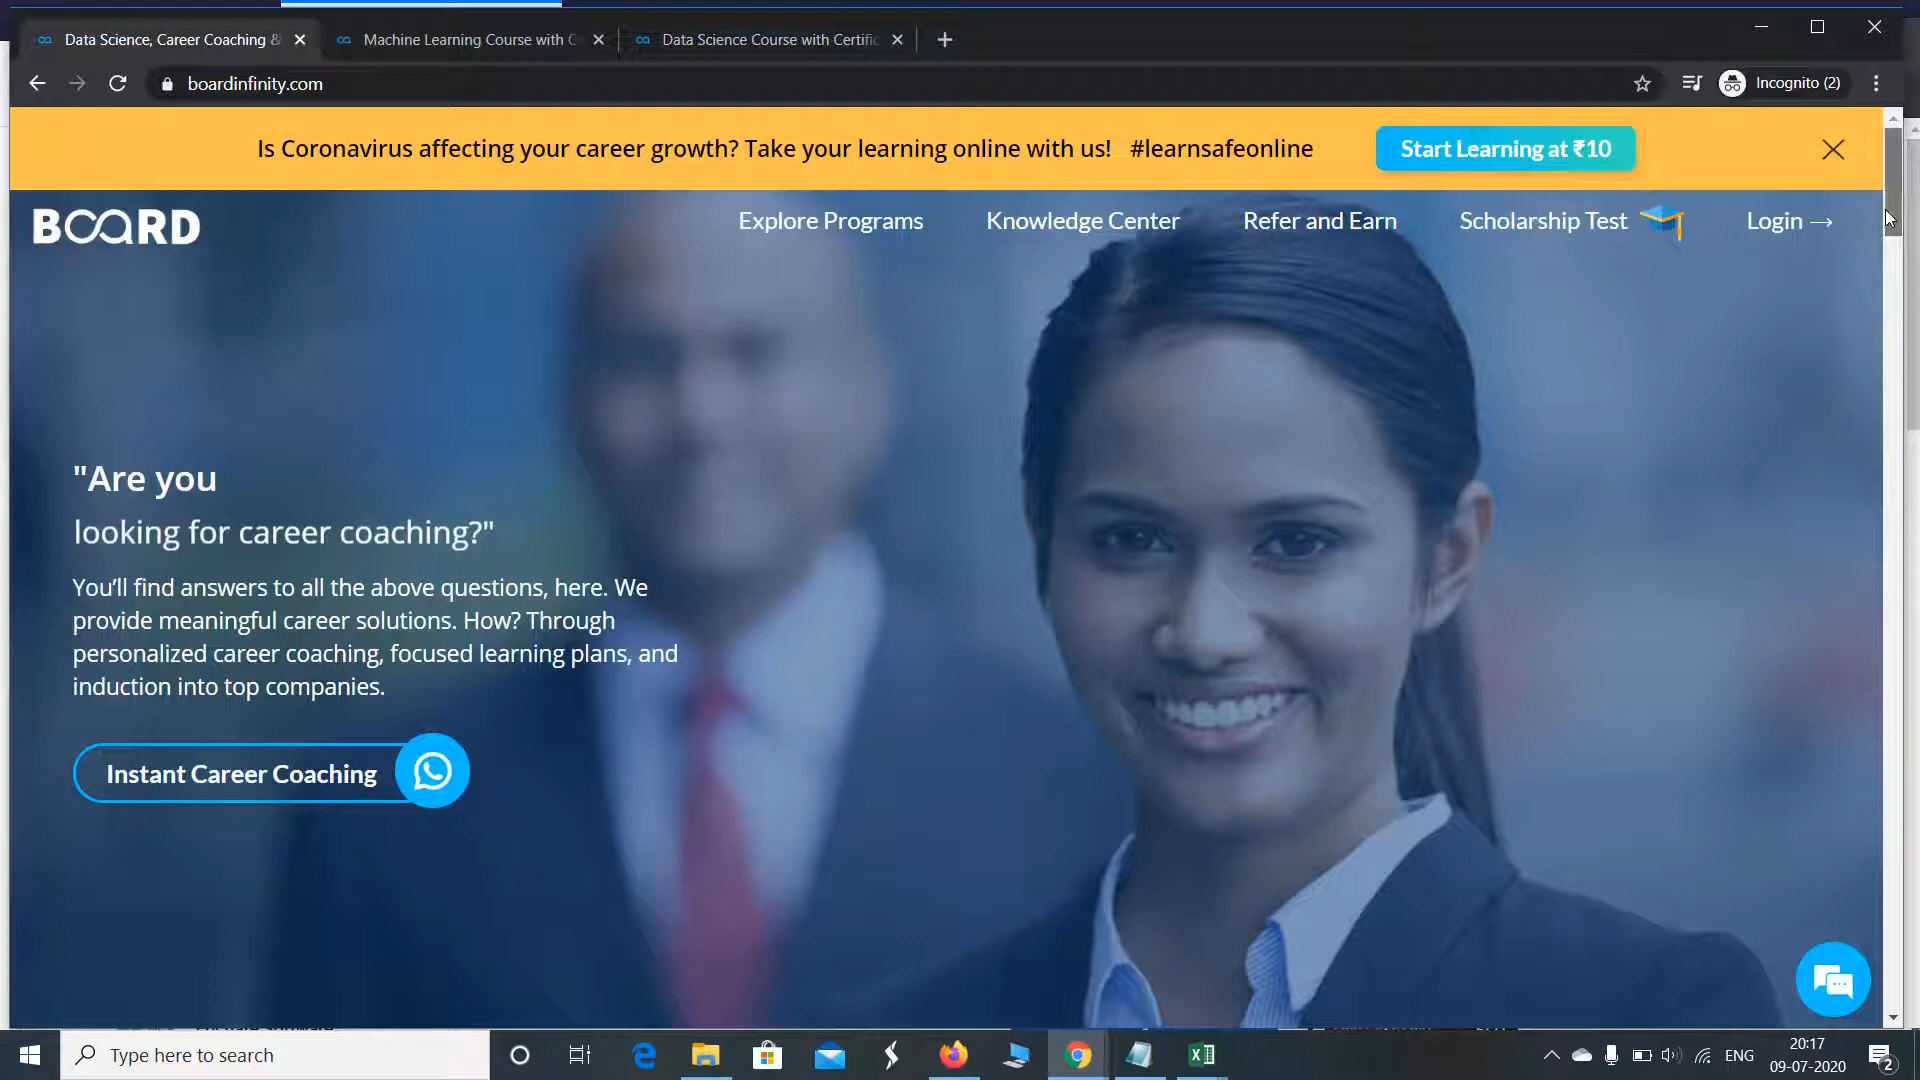 Data Science, Career Coaching &
Machine Learning Course with C
Data Science Course with Certific
boardinfinity.com
Incognito (2)
Is Coronavirus affecting your career growth? Take your learning online with us! #learnsafeonline
Start Learning at ₹10
BOARD
Explore Programs
Knowledge Center
Refer and Earn
Scholarship Test
Login →
"Are you
looking for career coaching?"
You’ll find answers to all the above questions, here. We
provide meaningful career solutions. How? Through
personalized career coaching, focused learning plans, and
induction into top companies.
Instant Career Coaching
Type here to search
ENG
20:17
09-07-2020
2